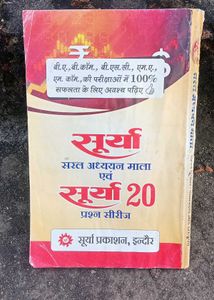 बी.ए., बी.कॉम., बी.एस.सी., एम.ए.,
एम. कॉम., की परीक्षाओं में 100%
सफलता के लिए अवश्य पढ़िए
सूर्या
सरल अध्ययन माला
एवं
सूर्या 20
प्रश्न सीरीज
सूर्या प्रकाशन, इन्दौर